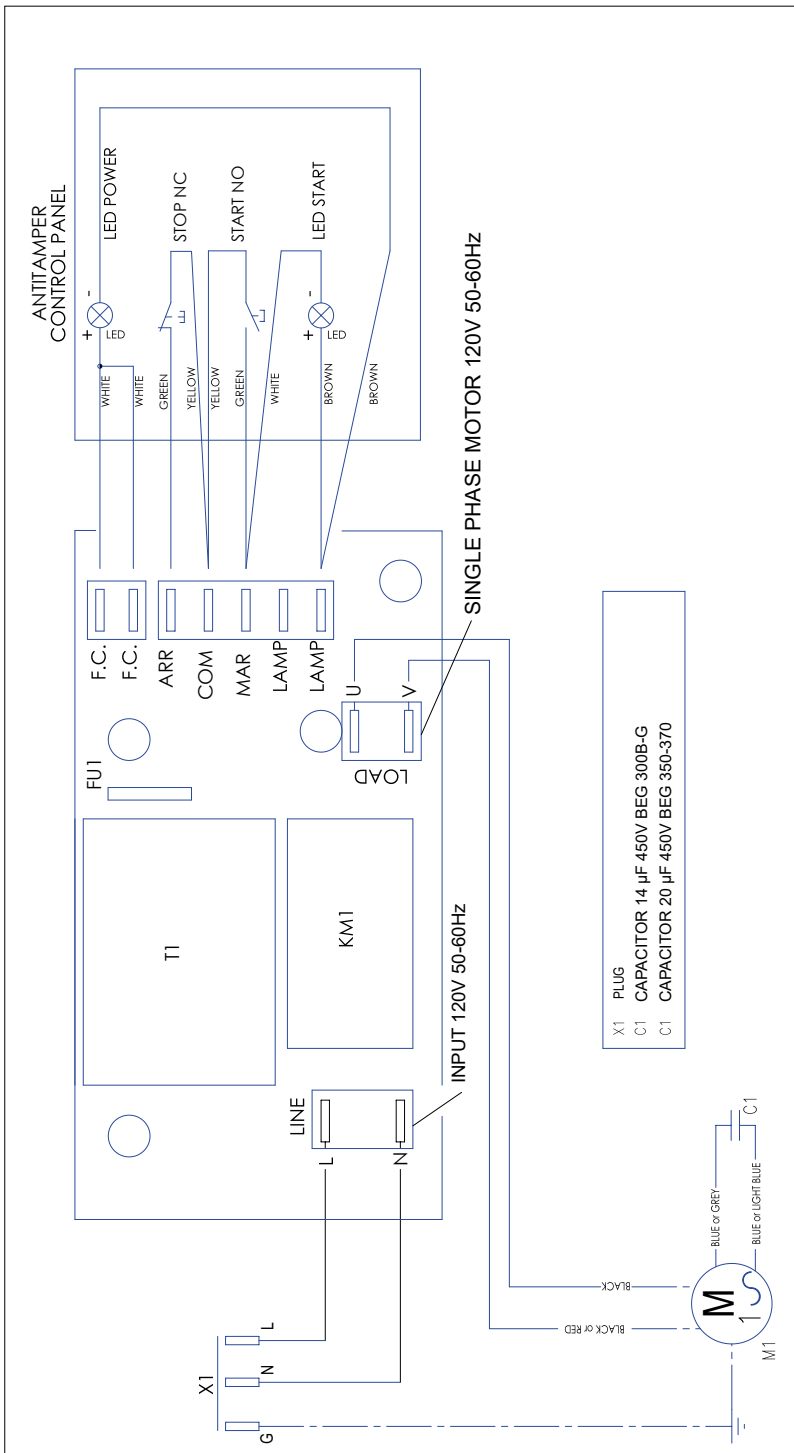 ANTITAMPER
CONTROL PANEL
LED POWER
STOP NC
START NO
LED START
+
-
LED
+
-
LED
WHITE
WHITE
GREEN
YELLOW
YELLOW
GREEN
WHITE
BROWN
BROWN
F.C.
F.C.
ARR
COM
MAR
LAMP
LAMP
FU1
U
V
LOAD
SINGLE PHASE MOTOR 120V 50-60Hz
T1
KM1
LINE
L
N
INPUT 120V 50-60Hz
X1
L
N
G
BLACK
BLACK or RED
BLUE or GREY
BLUE or LIGHT BLUE
C1
M
1
M1
X1 PLUG
C1 CAPACITOR 14 µF 450V BEG 300B-G
C1 CAPACITOR 20 µF 450V BEG 350-370